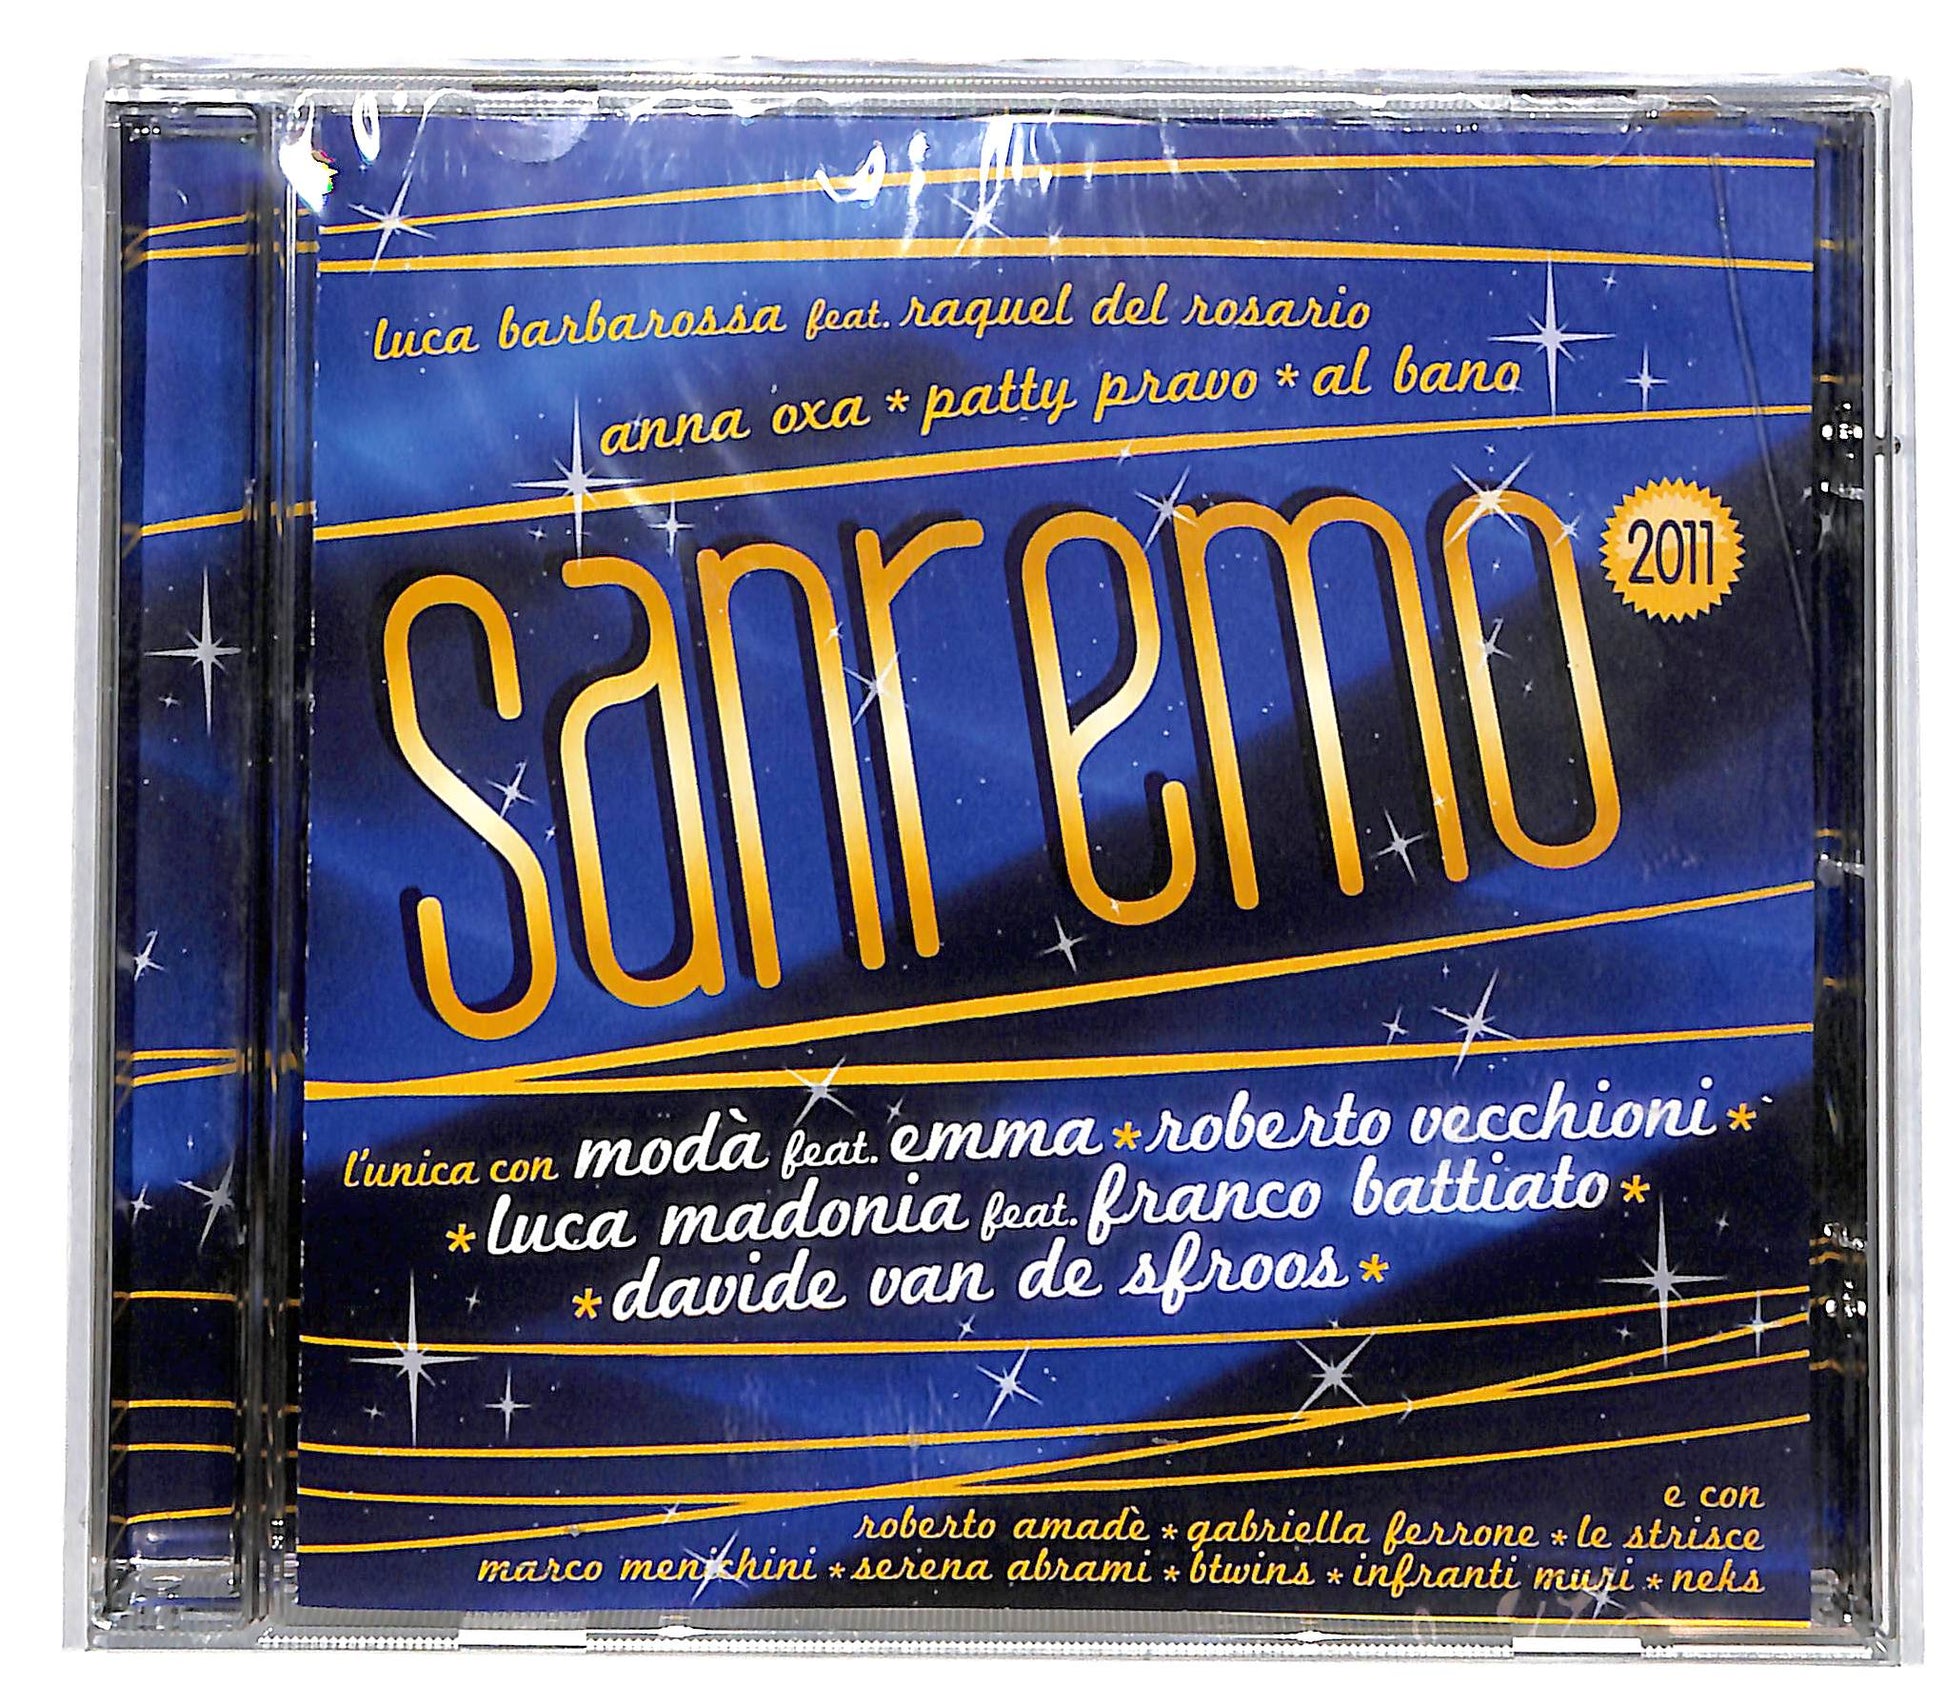 luca barbarossa feat. raquel del rosario
anna oxa * patty pravo * al bano
sanremo 2011
l'unica con modà feat. emma * roberto vecchioni *
* luca madonia feat. franco battiato *
* davide van de sfroos *
e con
roberto amadè * gabriella ferrone * le strisce
marco menichini * serena abrami * btwins * infranti muri * neks